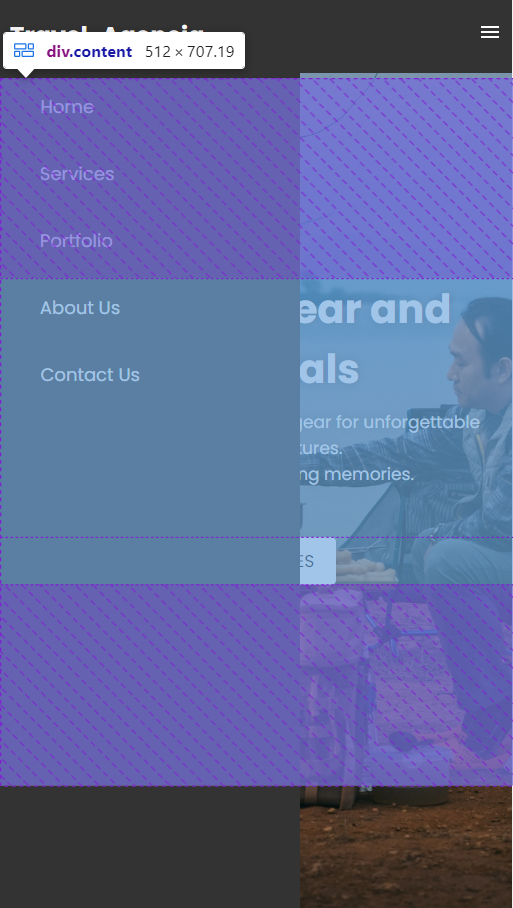 Travel Agencia
div.content 512 × 707.19
Home
Services
Portfolio
ear and
About Us
als
Contact Us
gear for unforgettable
tures.
ng memories.
ES